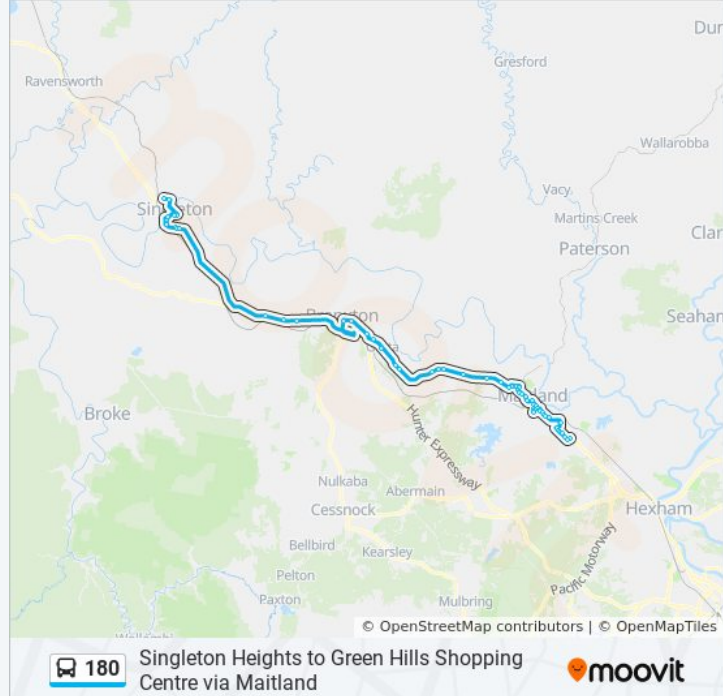 Dur
Gresford
Ravensworth
Wallarobba
Vacy
Singleton
Martins Creek
Clar
Paterson
Branxton
Seaham
Greta
Maitland
Broke
Hunter Expressway
Nulkaba
Abermain
Cessnock
Hexham
Bellbird
Kearsley
Pelton
Pacific Motorway
Paxton
Mulbring
© OpenStreetMap contributors | © OpenMapTiles
180
Singleton Heights to Green Hills Shopping
Centre via Maitland
moovit